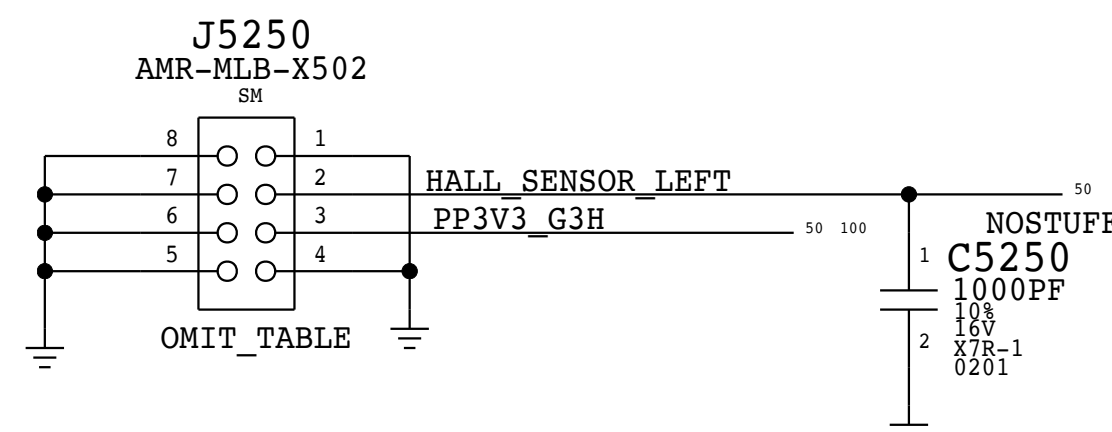 J5250
AMR-MLB-X502
SM
8 1
7 2 HALL_SENSOR_LEFT 50
6 3 PP3V3_G3H 50 100
NOSTUFF
5 4
1 C5250
1000PF
10%
16V
2 X7R-1
0201
OMIT_TABLE